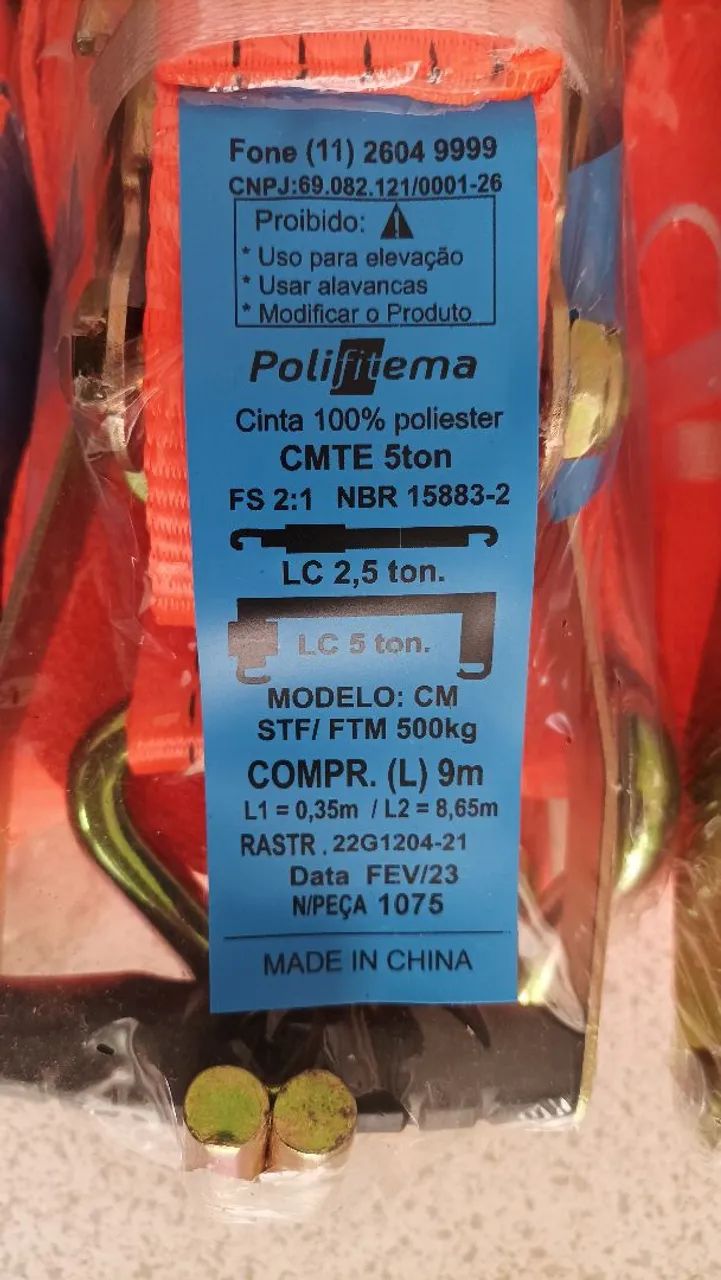 Fone (11) 2604 9999
CNPJ:69.082.121/0001-26
Proibido:
* Uso para elevação
* Usar alavancas
* Modificar o Produto
Polifitema
Cinta 100% poliester
CMTE 5ton
FS 2:1 NBR 15883-2
LC 2,5 ton.
LC 5 ton.
MODELO: CM
STF/ FTM 500kg
COMPR. (L) 9m
L1 = 0,35m / L2 = 8,65m
RASTR . 22G1204-21
Data FEV/23
N/PEÇA 1075
MADE IN CHINA